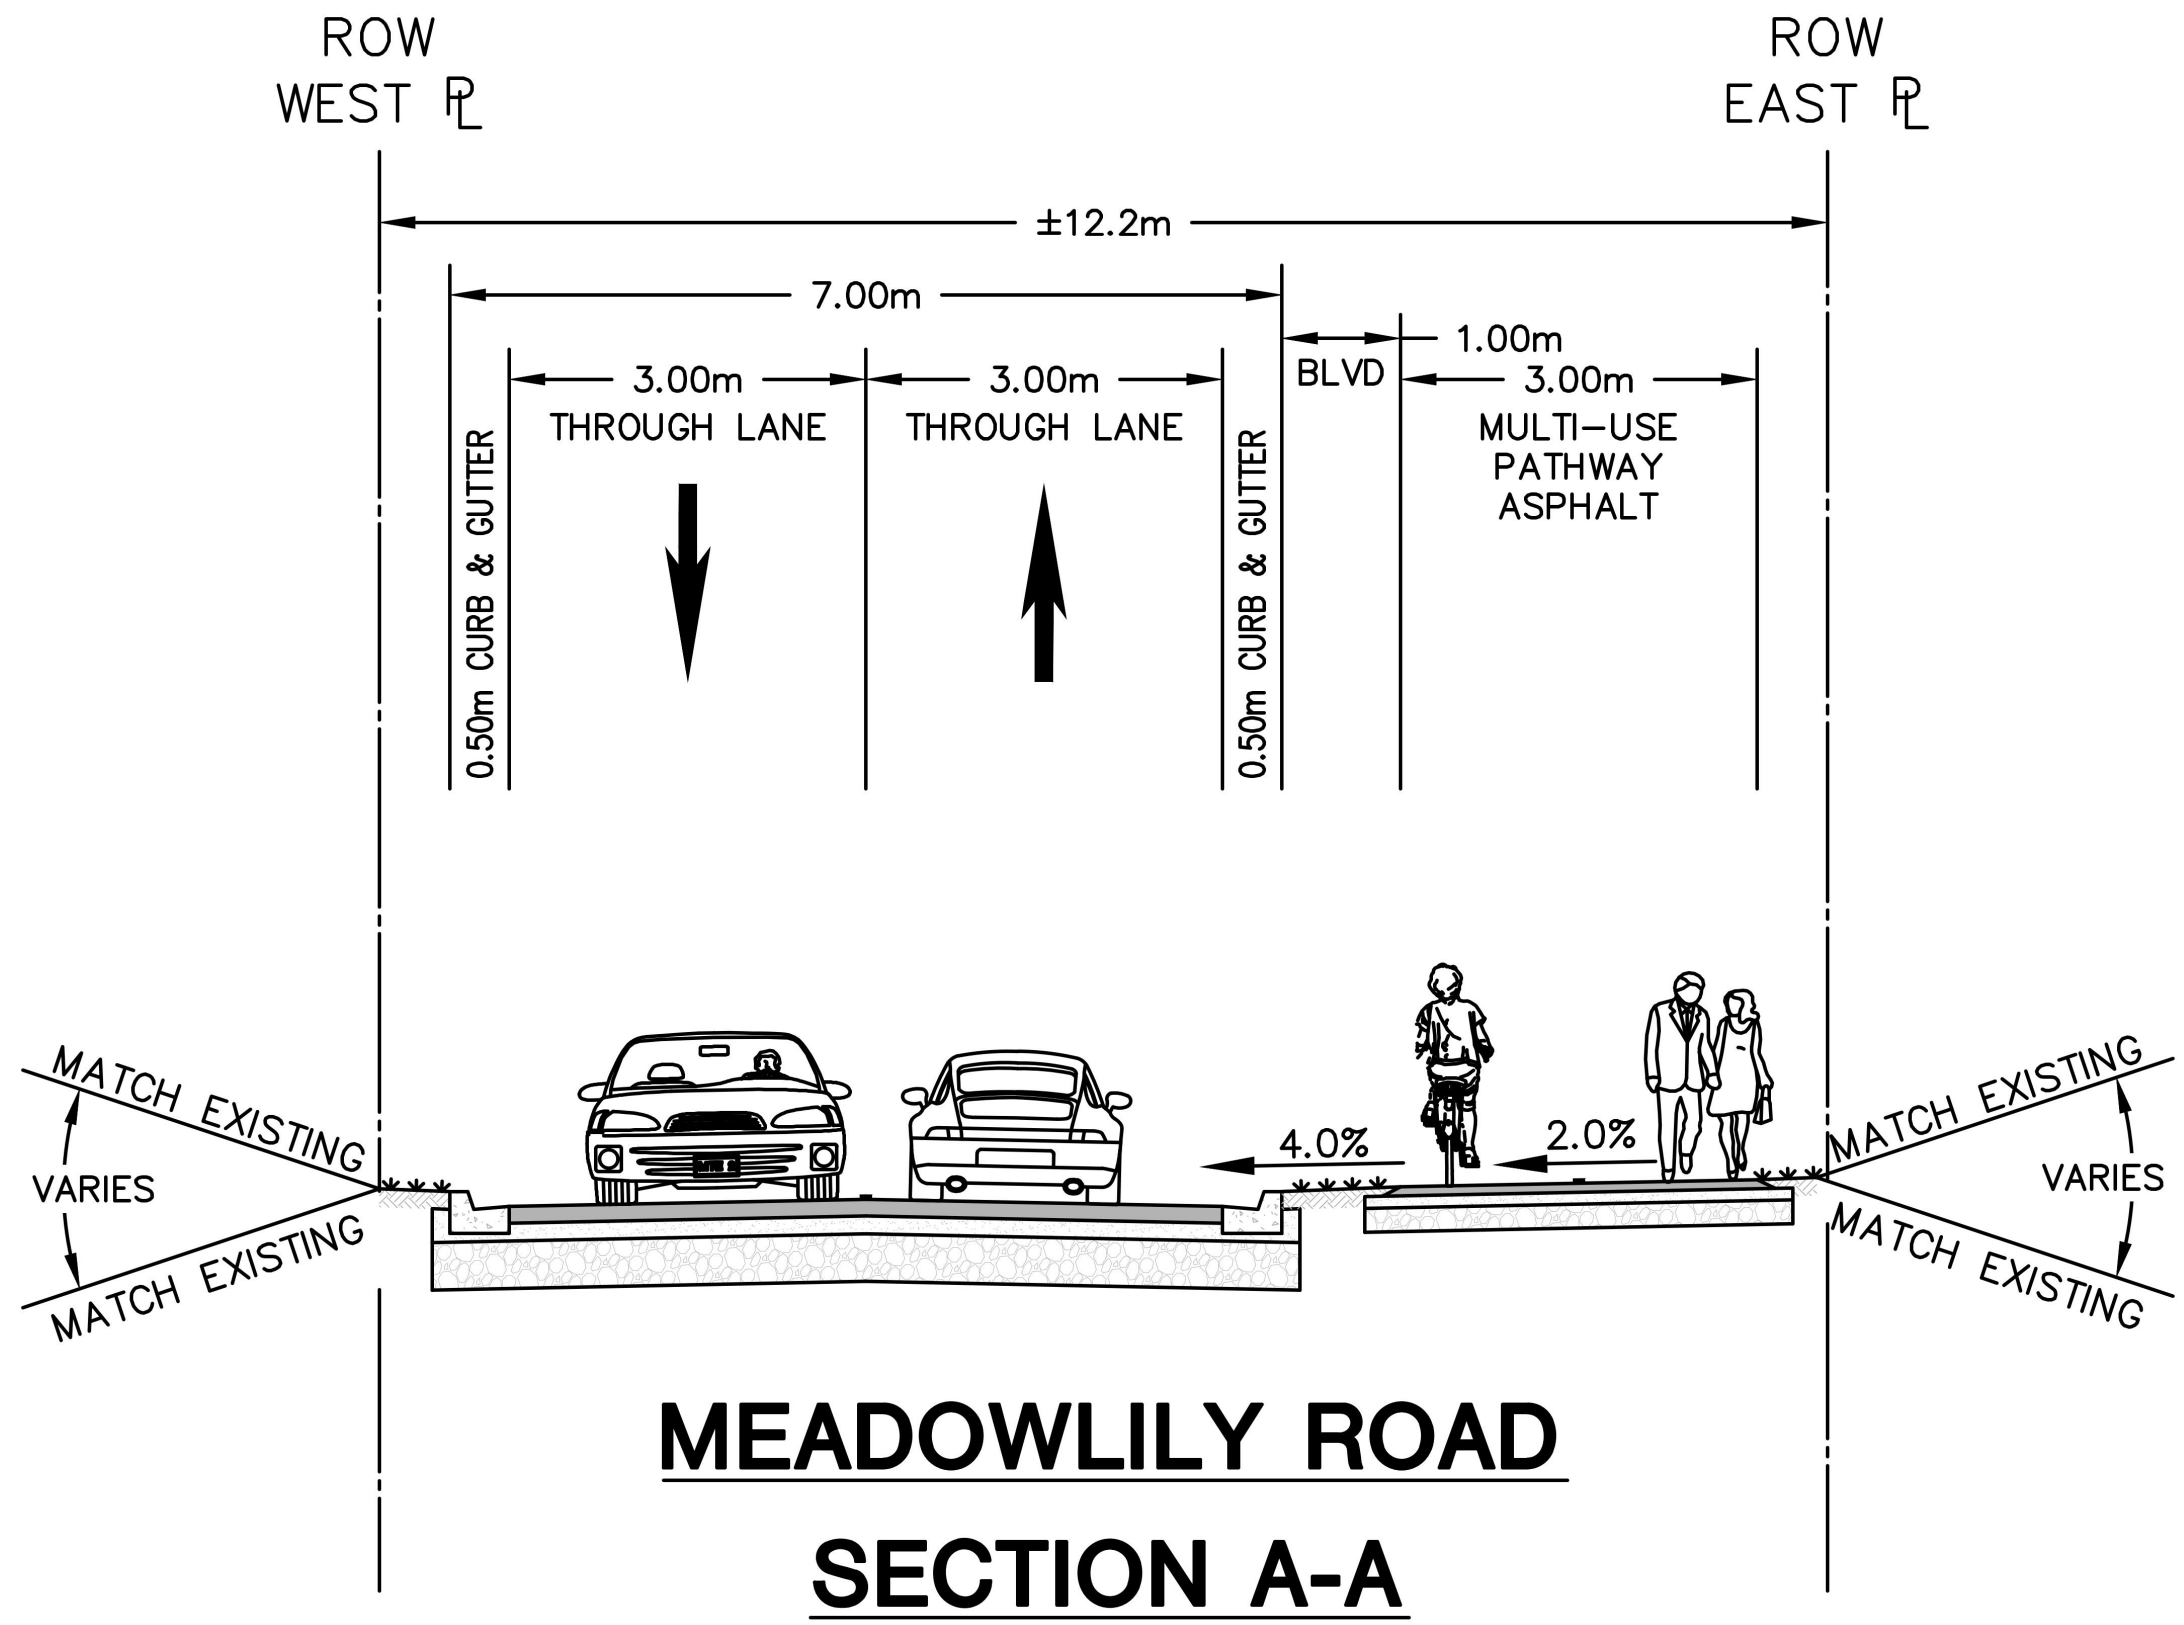 ROW
WEST ⅊
ROW
EAST ⅊
±12.2m
7.00m
1.00m
BLVD
3.00m
THROUGH LANE
3.00m
THROUGH LANE
3.00m
MULTI-USE
PATHWAY
ASPHALT
0.50m CURB & GUTTER
0.50m CURB & GUTTER
MATCH EXISTING
VARIES
MATCH EXISTING
4.0%
2.0%
MATCH EXISTING
VARIES
MATCH EXISTING
MEADOWLILY ROAD
SECTION A-A